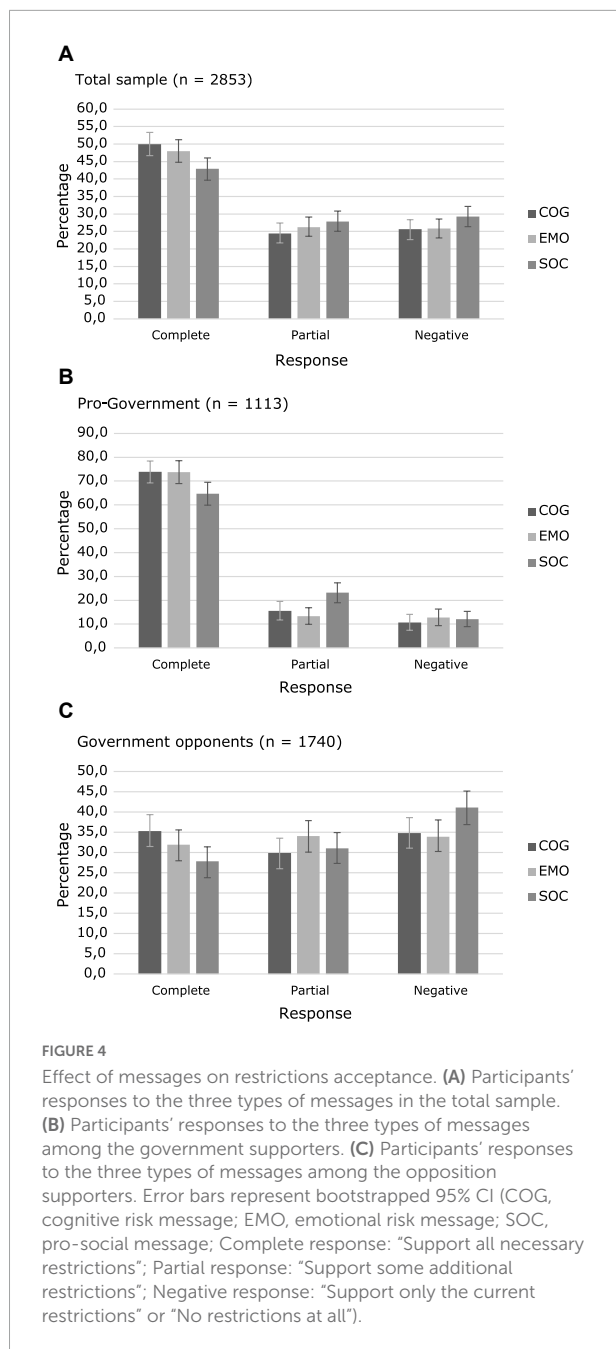 A
Total sample (n = 2853)
60,0
55,0
50,0
45,0
40,0
35,0
30,0
25,0
20,0
15,0
10,0
5,0
0,0
Percentage
Complete
Partial
Negative
Response
COG
EMO
SOC
B
Pro-Government (n = 1113)
90,0
80,0
70,0
60,0
50,0
40,0
30,0
20,0
10,0
0,0
Percentage
Complete
Partial
Negative
Response
COG
EMO
SOC
C
Government opponents (n = 1740)
50,0
45,0
40,0
35,0
30,0
25,0
20,0
15,0
10,0
5,0
0,0
Percentage
Complete
Partial
Negative
Response
COG
EMO
SOC
FIGURE 4
Effect of messages on restrictions acceptance. (A) Participants’
responses to the three types of messages in the total sample.
(B) Participants’ responses to the three types of messages
among the government supporters. (C) Participants’ responses
to the three types of messages among the opposition
supporters. Error bars represent bootstrapped 95% CI (COG,
cognitive risk message; EMO, emotional risk message; SOC,
pro-social message; Complete response: “Support all necessary
restrictions”; Partial response: “Support some additional
restrictions”; Negative response: “Support only the current
restrictions” or “No restrictions at all”).